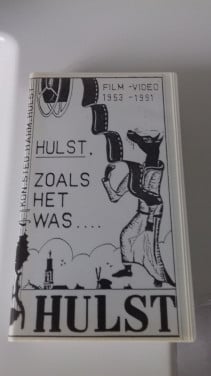 FILM-VIDEO
1953-1991
HULST.
ZOALS
HET
WAS....
HULST